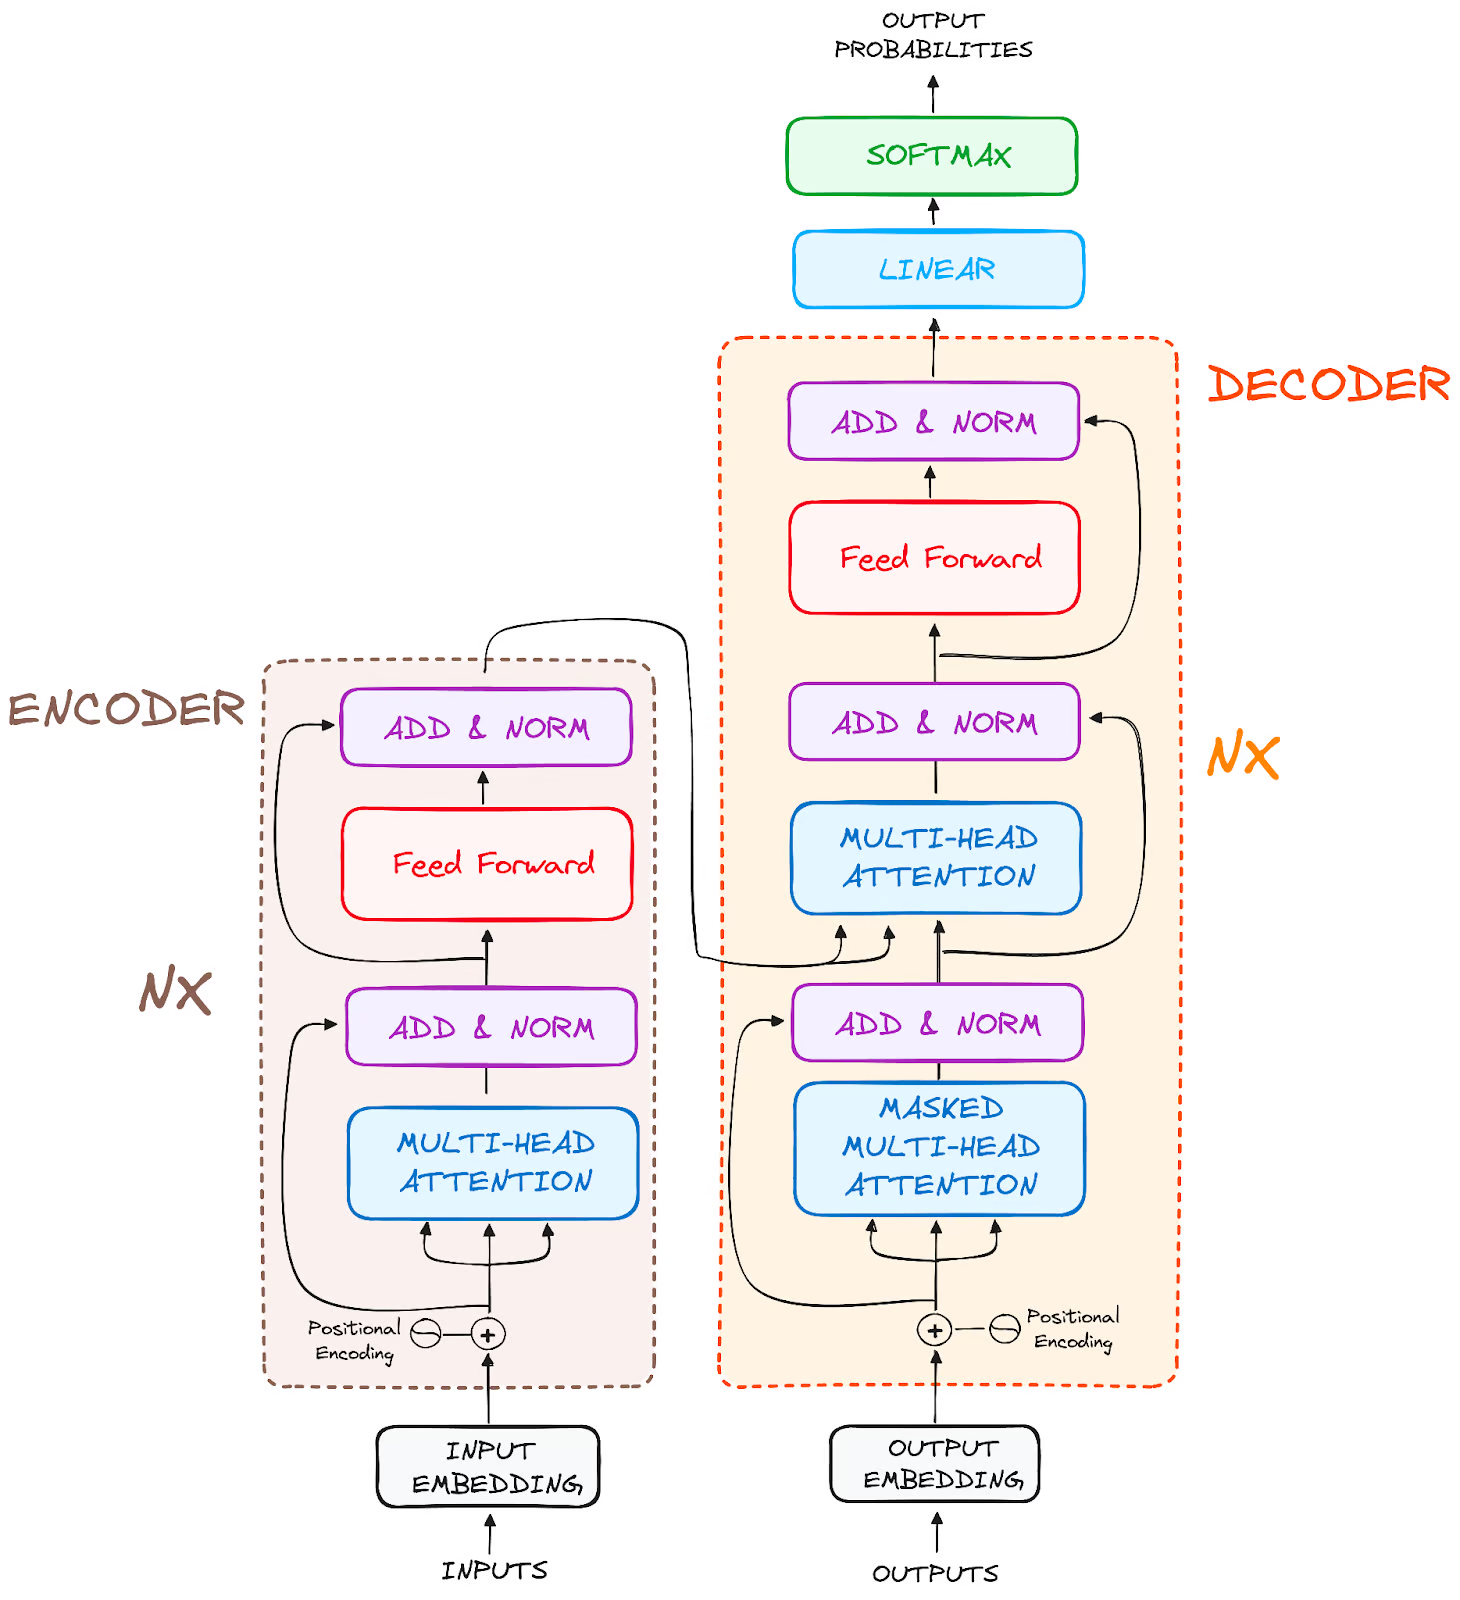 OUTPUT
PROBABILITIES
SOFTMAX
LINEAR
DECODER
ADD & NORM
Feed Forward
ADD & NORM
NX
MULTI-HEAD
ATTENTION
ADD & NORM
MASKED
MULTI-HEAD
ATTENTION
Positional
Encoding
OUTPUT
EMBEDDING
OUTPUTS
ENCODER
ADD & NORM
Feed Forward
NX
ADD & NORM
MULTI-HEAD
ATTENTION
Positional
Encoding
INPUT
EMBEDDING
INPUTS